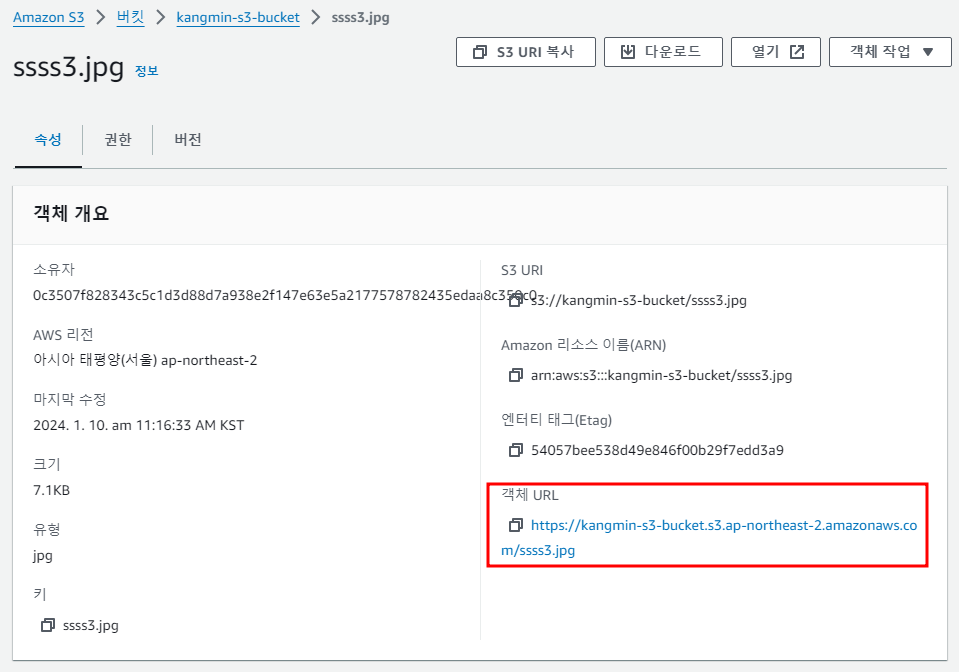 Amazon S3 > 버킷 > kangmin-s3-bucket > ssss3.jpg
ssss3.jpg 정보
S3 URI 복사 다운로드 열기 객체 작업
속성 권한 버전
객체 개요
소유자
0c3507f828343c5c1d3d88d7a938e2f147e63e5a2177578782435edaa8c350c0
AWS 리전
아시아 태평양(서울) ap-northeast-2
마지막 수정
2024. 1. 10. am 11:16:33 AM KST
크기
7.1KB
유형
jpg
키
ssss3.jpg
S3 URI
s3://kangmin-s3-bucket/ssss3.jpg
Amazon 리소스 이름(ARN)
arn:aws:s3:::kangmin-s3-bucket/ssss3.jpg
엔터티 태그(Etag)
54057bee538d49e846f00b29f7edd3a9
객체 URL
https://kangmin-s3-bucket.s3.ap-northeast-2.amazonaws.co
m/ssss3.jpg